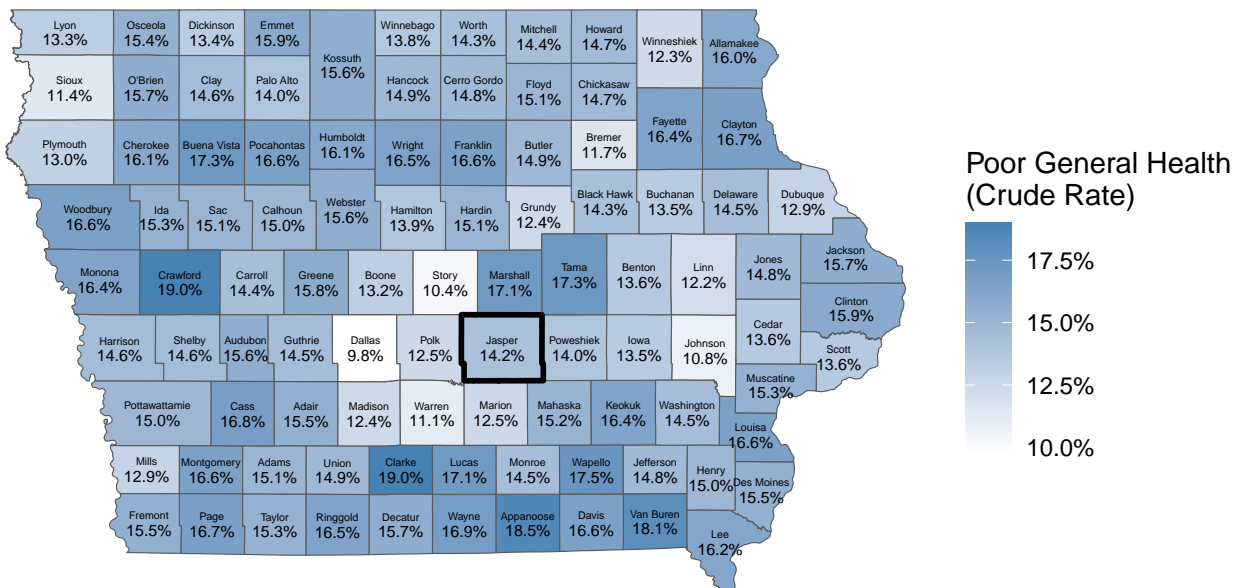 Lyon
13.3%
Osceola
15.4%
Dickinson
13.4%
Emmet
15.9%
Kossuth
15.6%
Winnebago
13.8%
Worth
14.3%
Mitchell
14.4%
Howard
14.7%
Winneshiek
12.3%
Allamakee
16.0%
Sioux
11.4%
O'Brien
15.7%
Clay
14.6%
Palo Alto
14.0%
Hancock
14.9%
Cerro Gordo
14.8%
Floyd
15.1%
Chickasaw
14.7%
Fayette
16.4%
Clayton
16.7%
Plymouth
13.0%
Cherokee
16.1%
Buena Vista
17.3%
Pocahontas
16.6%
Humboldt
16.1%
Wright
16.5%
Franklin
16.6%
Butler
14.9%
Bremer
11.7%
Woodbury
16.6%
Ida
15.3%
Sac
15.1%
Calhoun
15.0%
Webster
15.6%
Hamilton
13.9%
Hardin
15.1%
Grundy
12.4%
Black Hawk
14.3%
Buchanan
13.5%
Delaware
14.5%
Dubuque
12.9%
Monona
16.4%
Crawford
19.0%
Carroll
14.4%
Greene
15.8%
Boone
13.2%
Story
10.4%
Marshall
17.1%
Tama
17.3%
Benton
13.6%
Linn
12.2%
Jones
14.8%
Jackson
15.7%
Clinton
15.9%
Harrison
14.6%
Shelby
14.6%
Audubon
15.6%
Guthrie
14.5%
Dallas
9.8%
Polk
12.5%
Jasper
14.2%
Poweshiek
14.0%
Iowa
13.5%
Johnson
10.8%
Cedar
13.6%
Scott
13.6%
Muscatine
15.3%
Pottawattamie
15.0%
Cass
16.8%
Adair
15.5%
Madison
12.4%
Warren
11.1%
Marion
12.5%
Mahaska
15.2%
Keokuk
16.4%
Washington
14.5%
Louisa
16.6%
Mills
12.9%
Montgomery
16.6%
Adams
15.1%
Union
14.9%
Clarke
19.0%
Lucas
17.1%
Monroe
14.5%
Wapello
17.5%
Jefferson
14.8%
Henry
15.0%
Des Moines
15.5%
Fremont
15.5%
Page
16.7%
Taylor
15.3%
Ringgold
16.5%
Decatur
15.7%
Wayne
16.9%
Appanoose
18.5%
Davis
16.6%
Van Buren
18.1%
Lee
16.2%
Poor General Health
(Crude Rate)
17.5%
15.0%
12.5%
10.0%